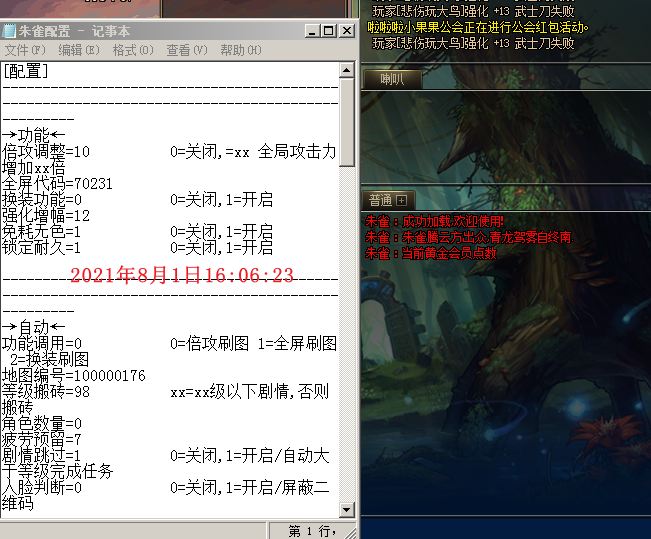 朱雀配置 - 记事本
文件(F) 编辑(E) 格式(O) 查看(V) 帮助(H)
[配置]
→功能←
倍攻调整=10 0=关闭,=xx 全局攻击力
增加xx倍
全屏代码=70231
换装功能=0 0=关闭,1=开启
强化增幅=12
免耗无色=1 0=关闭,1=开启
锁定耐久=1 0=关闭,1=开启
2021年8月1日16:06:23
→自动←
功能调用=0 0=倍攻刷图 1=全屏刷图
2=换装刷图
地图编号=100000176
等级搬砖=98 xx=xx级以下剧情,否则
搬砖
角色数量=0
疲劳预留=7
剧情跳过=1 0=关闭,1=开启/自动大
于等级完成任务
人脸判断=0 0=关闭,1=开启/屏蔽二
维码
第 1 行,
玩家[悲伤玩大鸟]强化 +13 武士刀失败
啦啦啦小果果公会正在进行公会红包活动。
玩家[悲伤玩大鸟]强化 +13 武士刀失败
喇叭
普通 +
朱雀：成功加载,欢迎使用!
朱雀：朱雀腾云方出众,青龙驾雾自终南.
朱雀：当前黄金会员点数